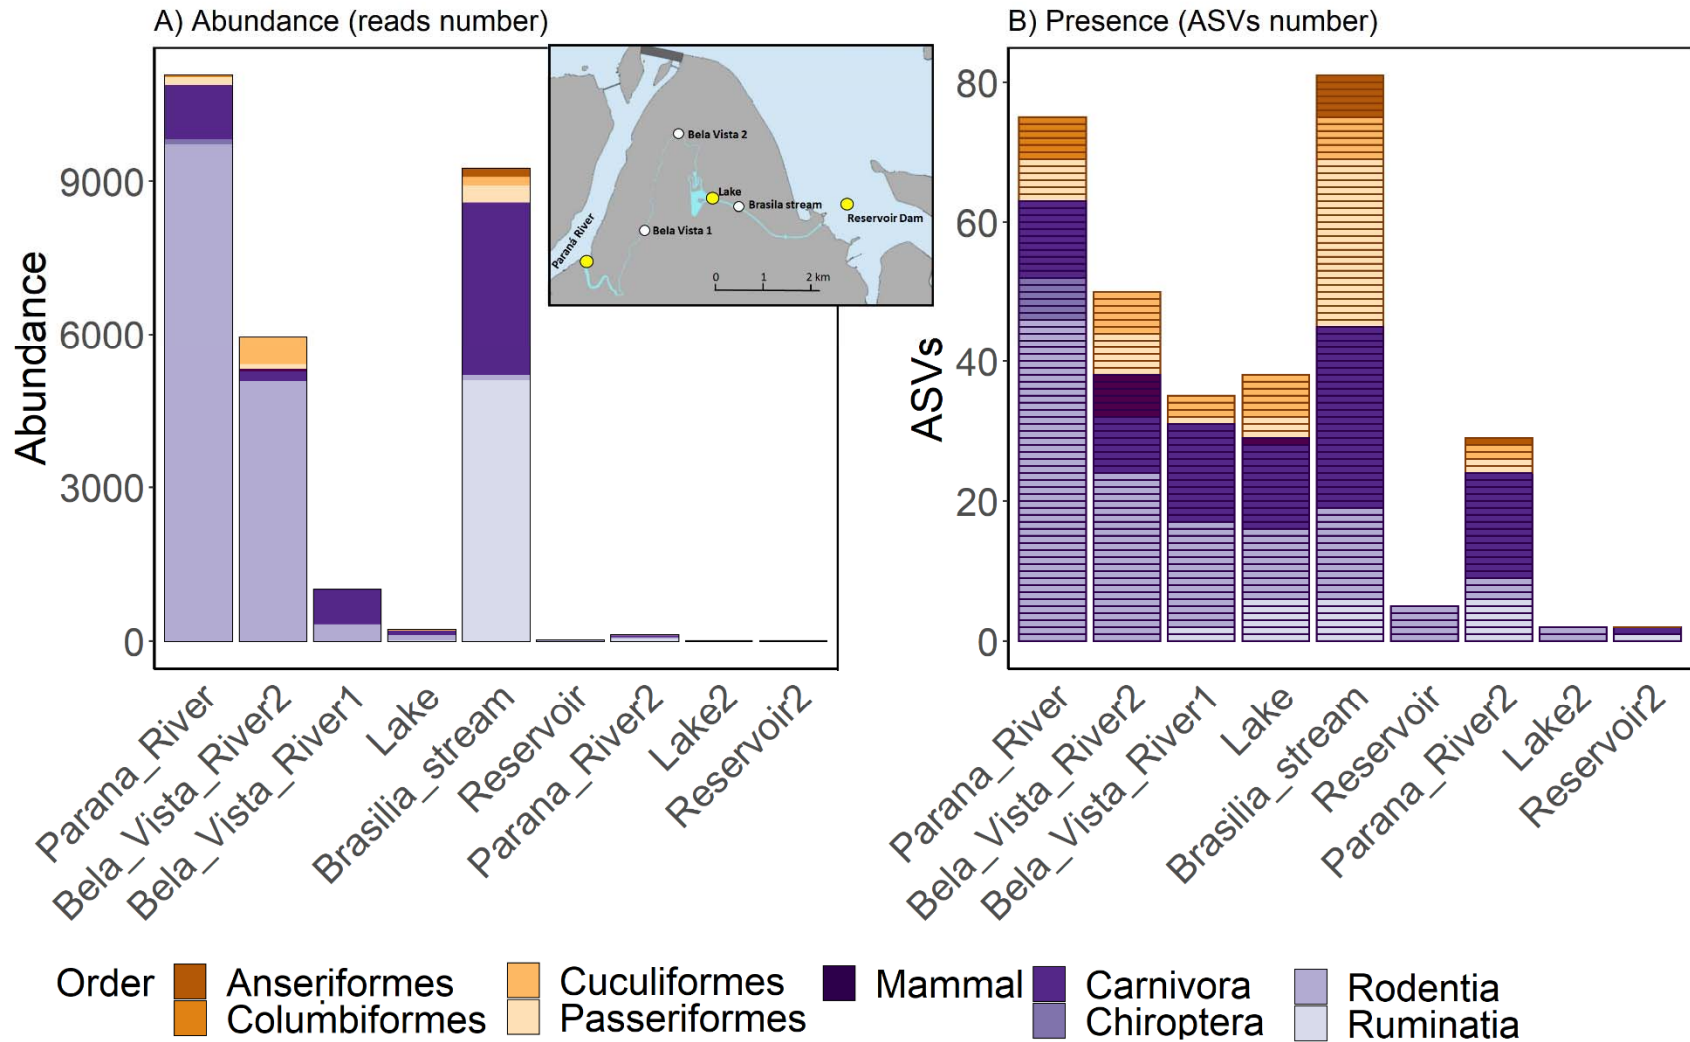 A) Abundance (reads number)
B) Presence (ASVs number)
Abundance
9000
6000
3000
0
Bela Vista 2
Lake
Brasila stream
Reservoir Dam
Bela Vista 1
Paraná River
0 1 2 km
ASVs
80
60
40
20
0
Parana_River
Bela_Vista_River2
Bela_Vista_River1
Lake
Brasilia_stream
Reservoir
Parana_River2
Lake2
Reservoir2
Parana_River
Bela_Vista_River2
Bela_Vista_River1
Lake
Brasilia_stream
Reservoir
Parana_River2
Lake2
Reservoir2
Order Anseriformes Cuculiformes Mammal Carnivora Rodentia
Columbiformes Passeriformes Chiroptera Ruminatia